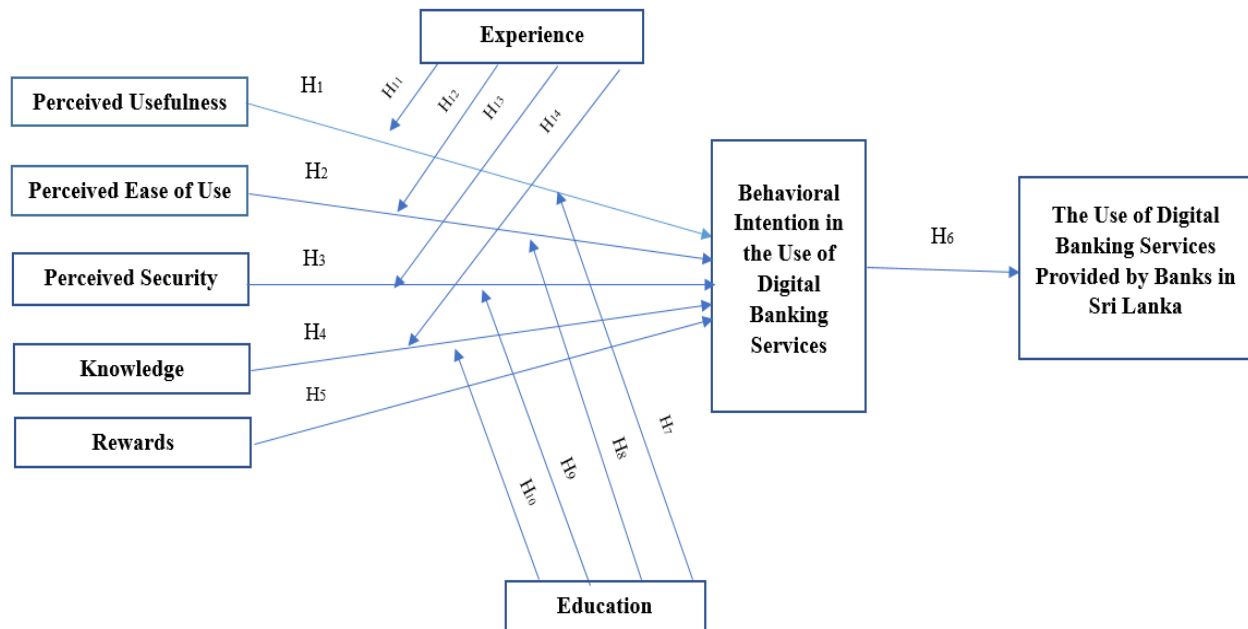 Experience
H1
H11
H12
H13
H14
Perceived Usefulness
H2
Perceived Ease of Use
H3
Perceived Security
H4
Knowledge
H5
Rewards
Behavioral
Intention in
the Use of
Digital
Banking
Services
H6
The Use of Digital
Banking Services
Provided by Banks in
Sri Lanka
H10
H9
H8
H7
Education